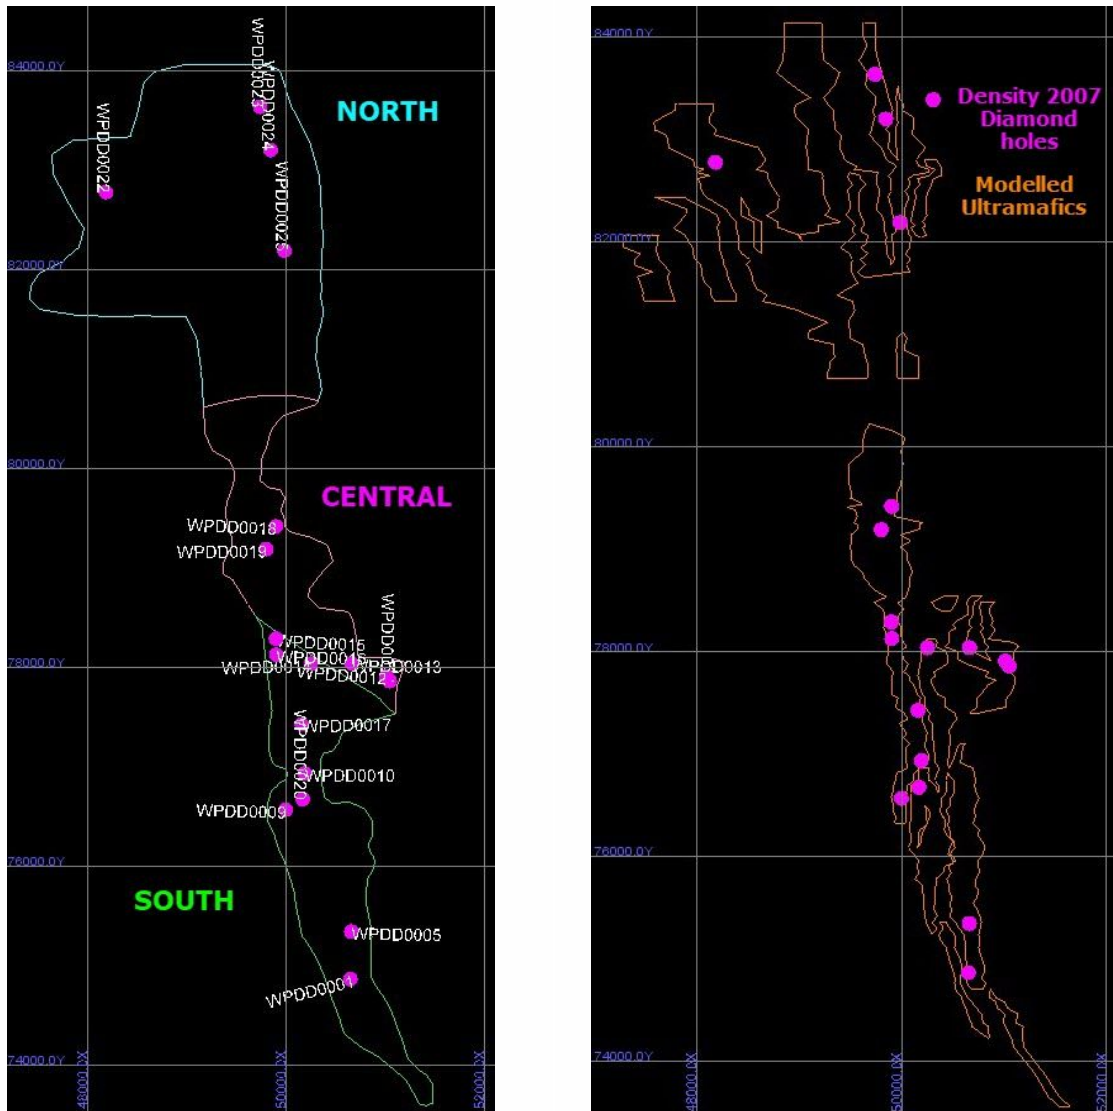 84000.0Y
WPDD0023
WPDD0024
NORTH
WPDD0022
WPDD0025
82000.0Y
80000.0Y
CENTRAL
WPDD0018
WPDD0019
WPDD0015
78000.0Y
WPDD0013
WPDD0012
WPDD0017
WPDD0020
WPDD0010
WPDD0009
76000.0Y
SOUTH
WPDD0005
WPDD0001
74000.0Y
48000.0X
50000.0X
52000.0X
84000.0Y
Density 2007
Diamond
holes
Modelled
Ultramafics
82000.0Y
80000.0Y
78000.0Y
76000.0Y
74000.0Y
48000.0X
50000.0X
52000.0X